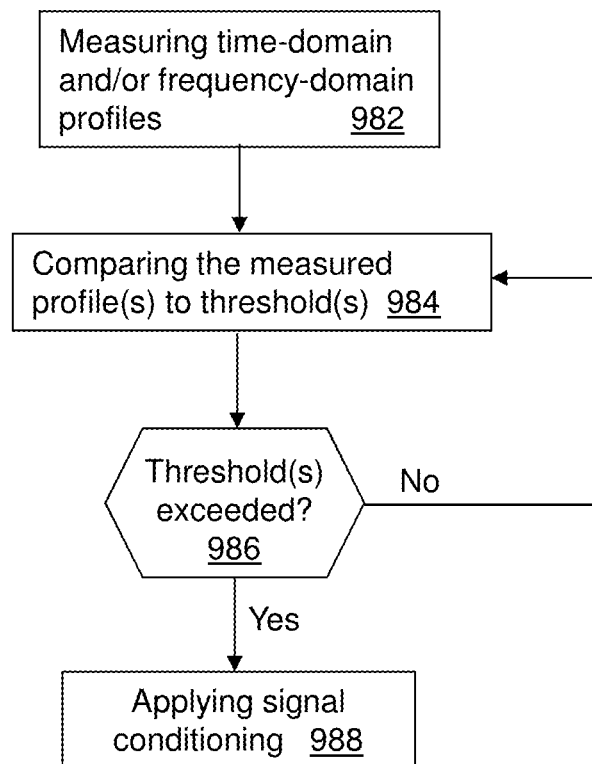 Measuring time-domain
and/or frequency-domain
profiles 982
Comparing the measured
profile(s) to threshold(s) 984
Threshold(s)
exceeded?
986
No
Yes
Applying signal
conditioning 988